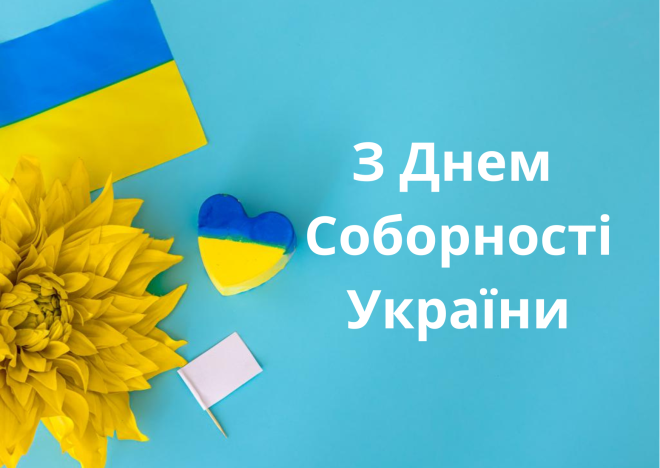 З Днем
Соборності
України